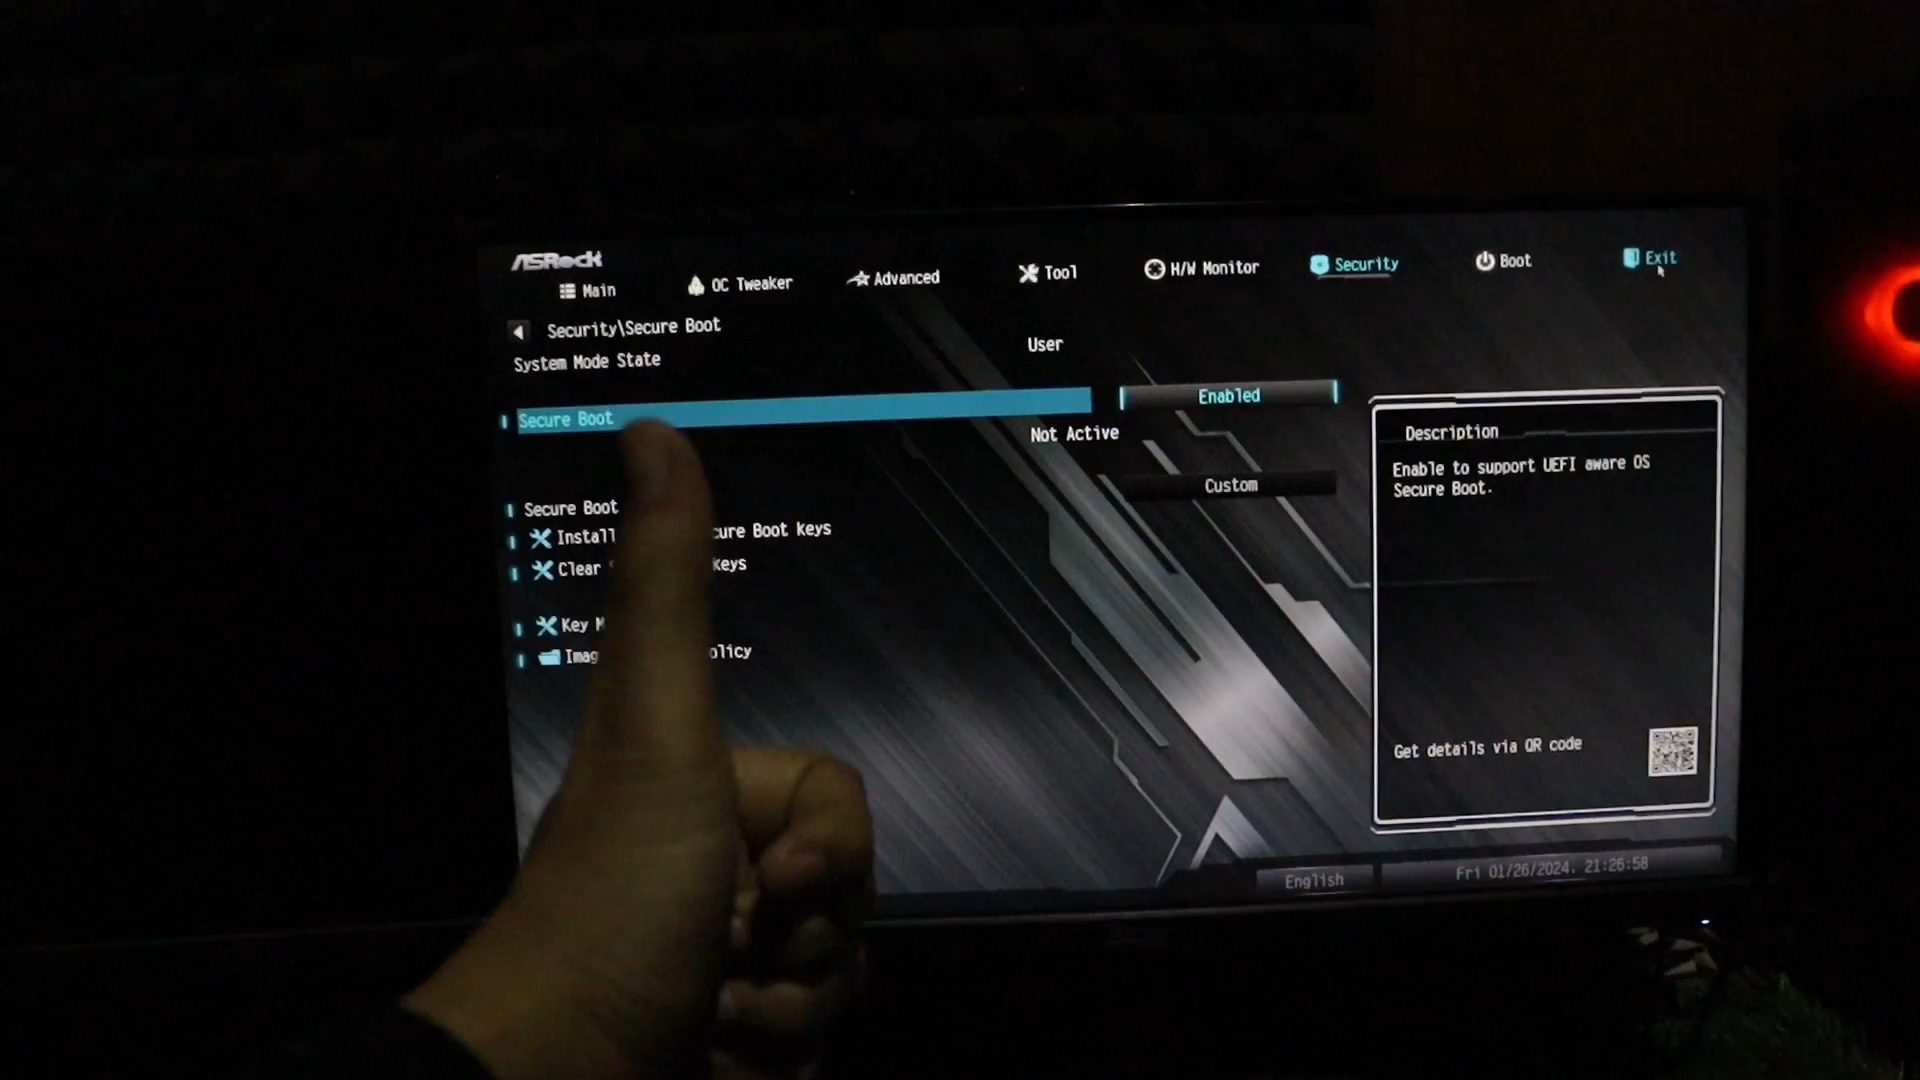 ASRock
Main
OC Tweaker
Advanced
Tool
H/W Monitor
Security
Boot
Exit
Security\Secure Boot
System Mode State
User
Secure Boot
Enabled
Not Active
Secure Boot
Custom
Install
cure Boot keys
Clear
keys
Key M
Imag
olicy
Description
Enable to support UEFI aware OS
Secure Boot.
Get details via QR code
English
Fri 01/26/2024. 21:26:58